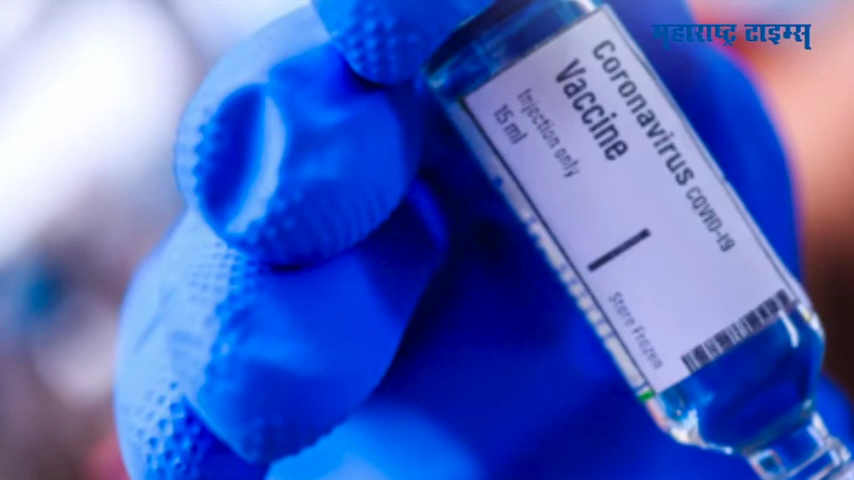 महाराष्ट्र टाइम्स
Coronavirus COVID-19
Vaccine
Injection only
15 ml
Store Frozen